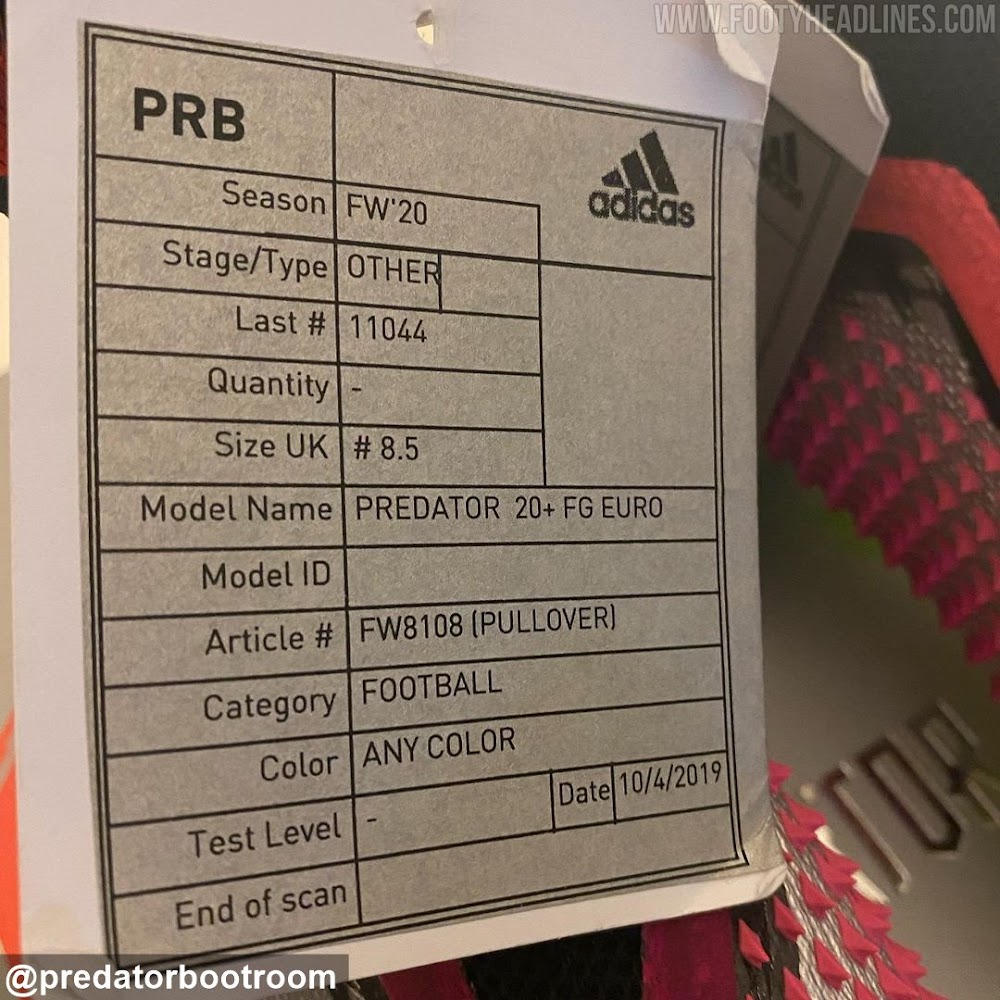 WWW.FOOTYHEADLINES.COM
PRB
adidas
Season FW'20
Stage/Type OTHER
Last # 11044
Quantity -
Size UK # 8.5
Model Name PREDATOR 20+ FG EURO
Model ID
Article # FW8108 (PULLOVER)
Category FOOTBALL
Color ANY COLOR
Test Level - Date 10/4/2019
End of scan
@predatorbootroom